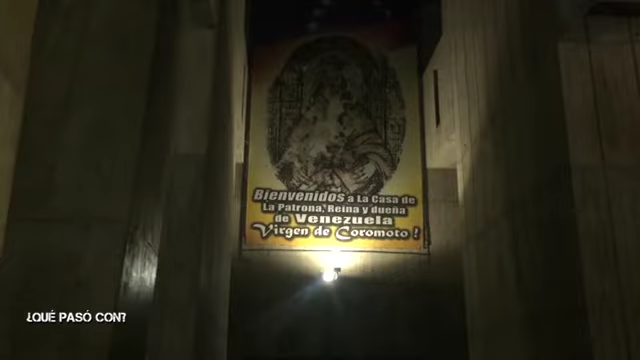 Bienvenidos a La Casa de
La Patrona, Reina y dueña
de Venezuela
Virgen de Coromoto !
¿QUÉ PASÓ CON?